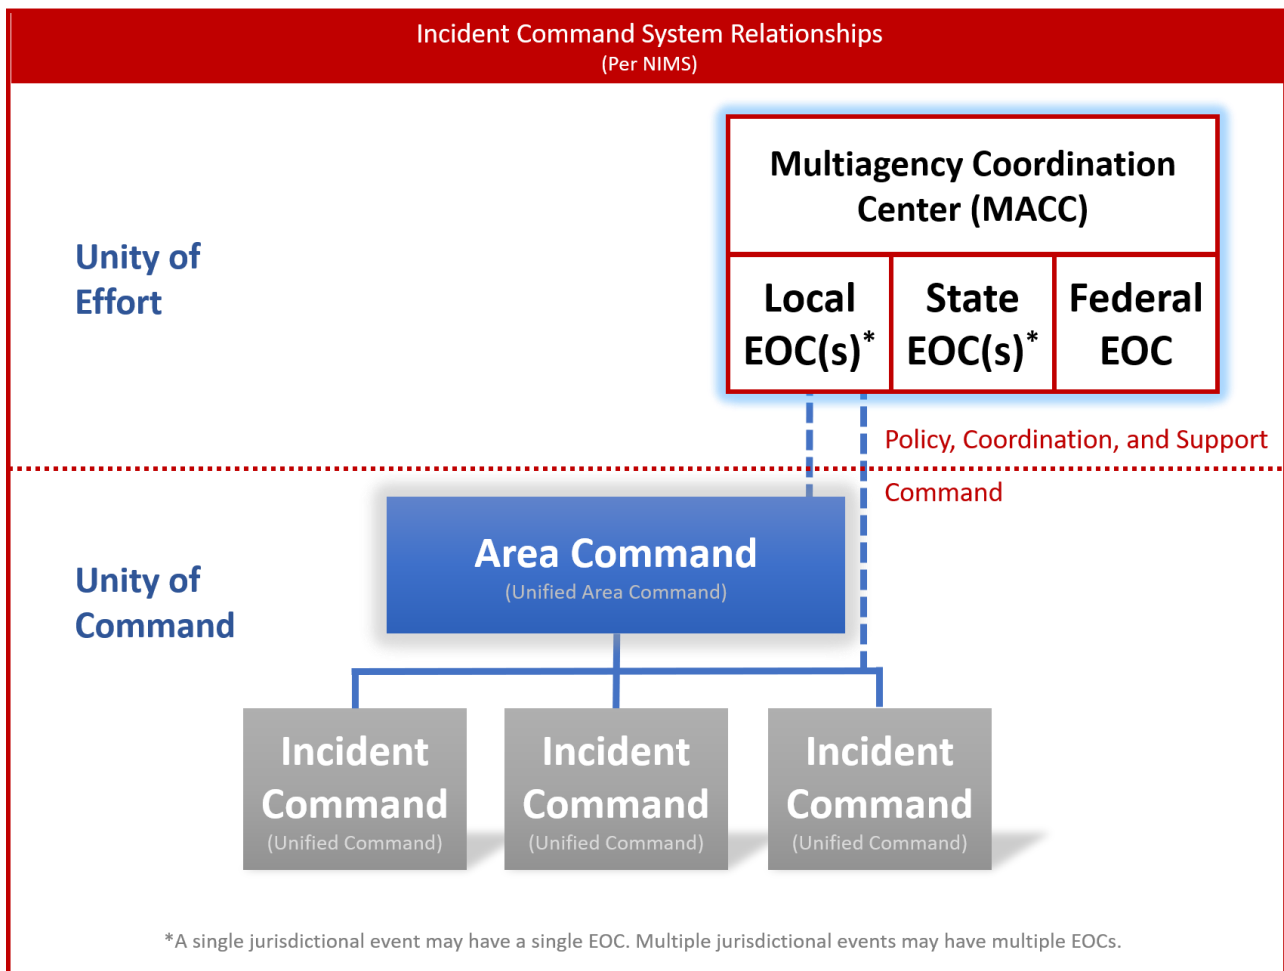 Incident Command System Relationships
(Per NIMS)
Multiagency Coordination
Center (MACC)
Unity of
Effort
Local
EOC(s)*
State
EOC(s)*
Federal
EOC
Policy, Coordination, and Support
Command
Area Command
(Unified Area Command)
Unity of
Command
Incident
Command
(Unified Command)
Incident
Command
(Unified Command)
Incident
Command
(Unified Command)
*A single jurisdictional event may have a single EOC. Multiple jurisdictional events may have multiple EOCs.